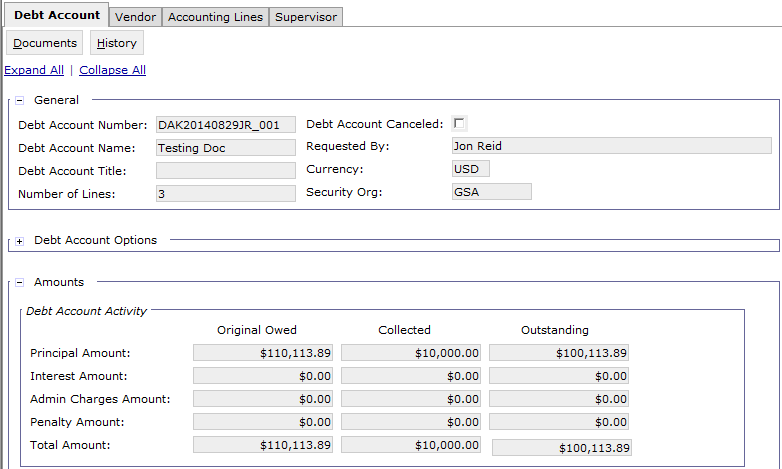 Debt Account Vendor Accounting Lines Supervisor
Documents History
Expand All | Collapse All
General
Debt Account Number: DAK20140829JR_001 Debt Account Canceled:
Debt Account Name: Testing Doc Requested By: Jon Reid
Debt Account Title: Currency: USD
Number of Lines: 3 Security Org: GSA
Debt Account Options
Amounts
Debt Account Activity
Original Owed Collected Outstanding
Principal Amount: $110,113.89 $10,000.00 $100,113.89
Interest Amount: $0.00 $0.00 $0.00
Admin Charges Amount: $0.00 $0.00 $0.00
Penalty Amount: $0.00 $0.00 $0.00
Total Amount: $110,113.89 $10,000.00 $100,113.89